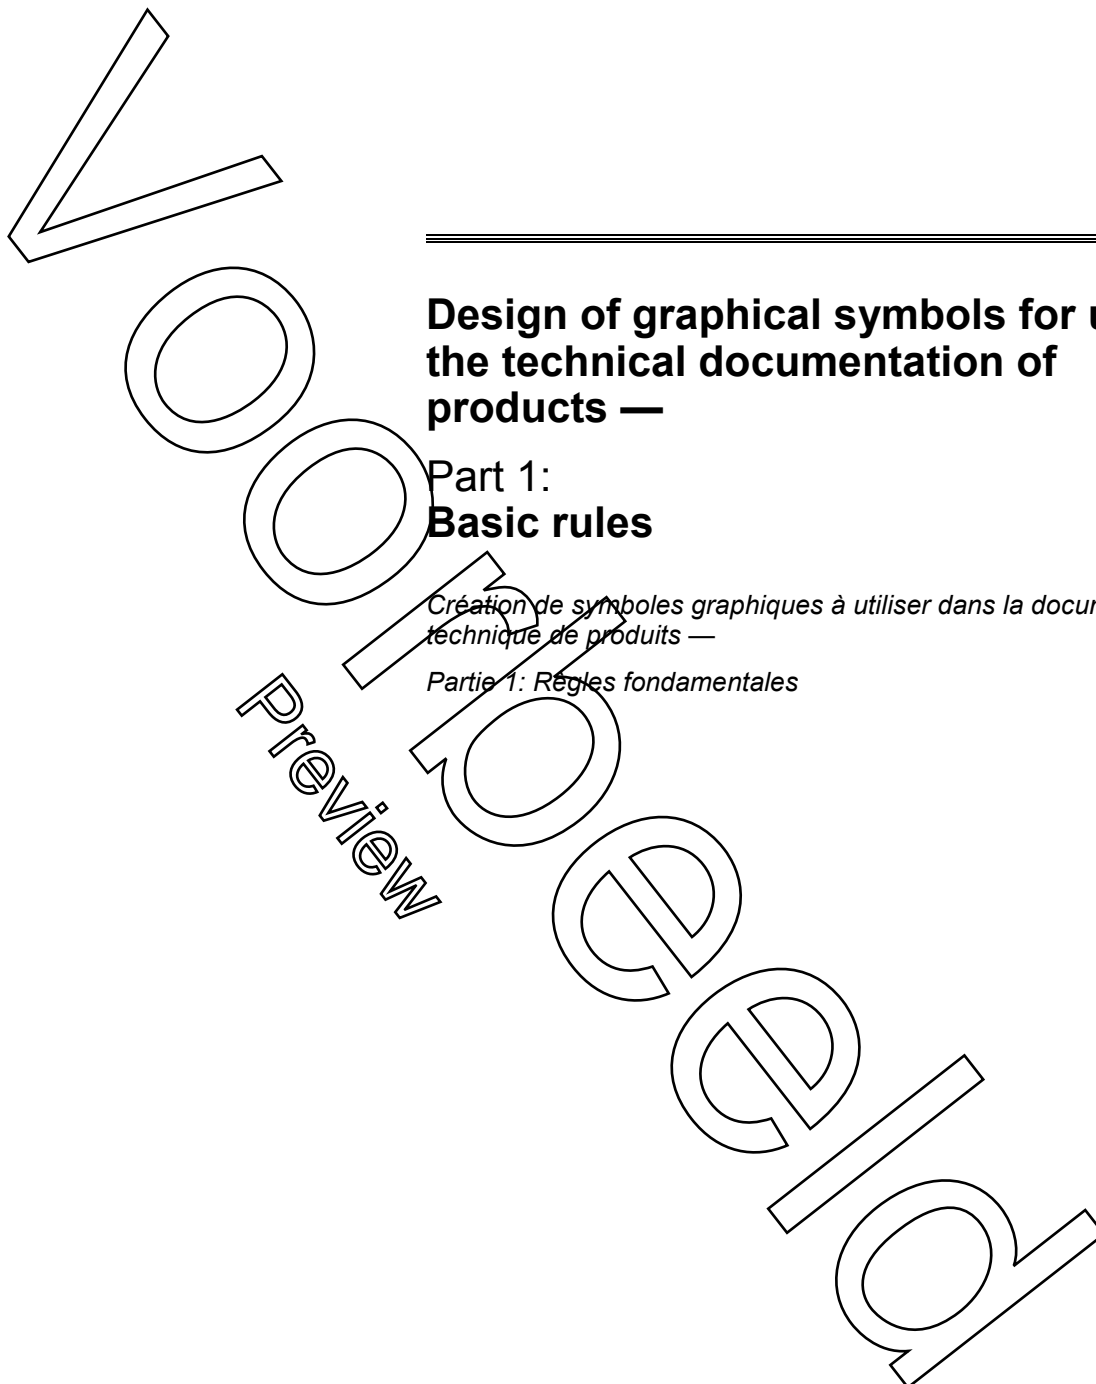 Design of graphical symbols for
the technical documentation of
products —
Part 1:
Basic rules
Création de symboles graphiques à utiliser dans la
technique de produits —
Partie 1: Règles fondamentales
Voorbeeld
Preview